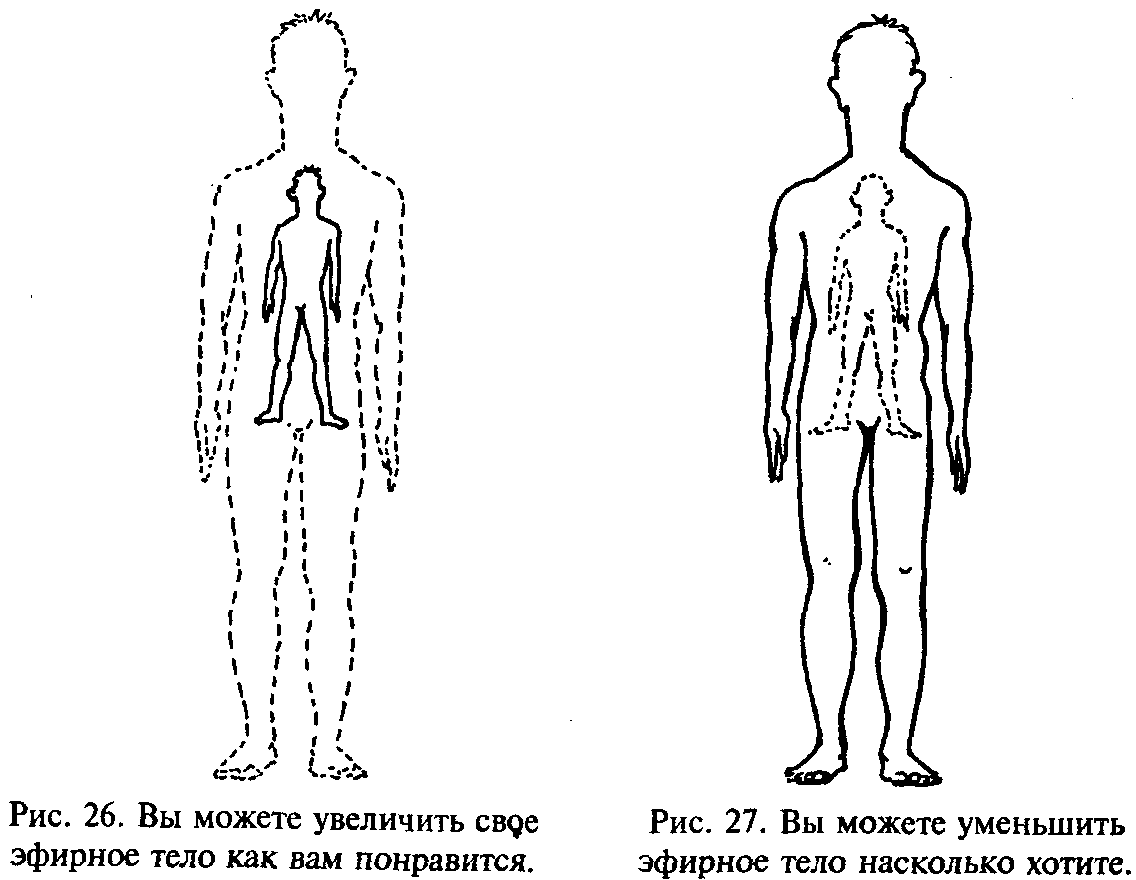 Рис. 26. Вы можете увеличить свое
эфирное тело как вам понравится.
Рис. 27. Вы можете уменьшить
эфирное тело насколько хотите.